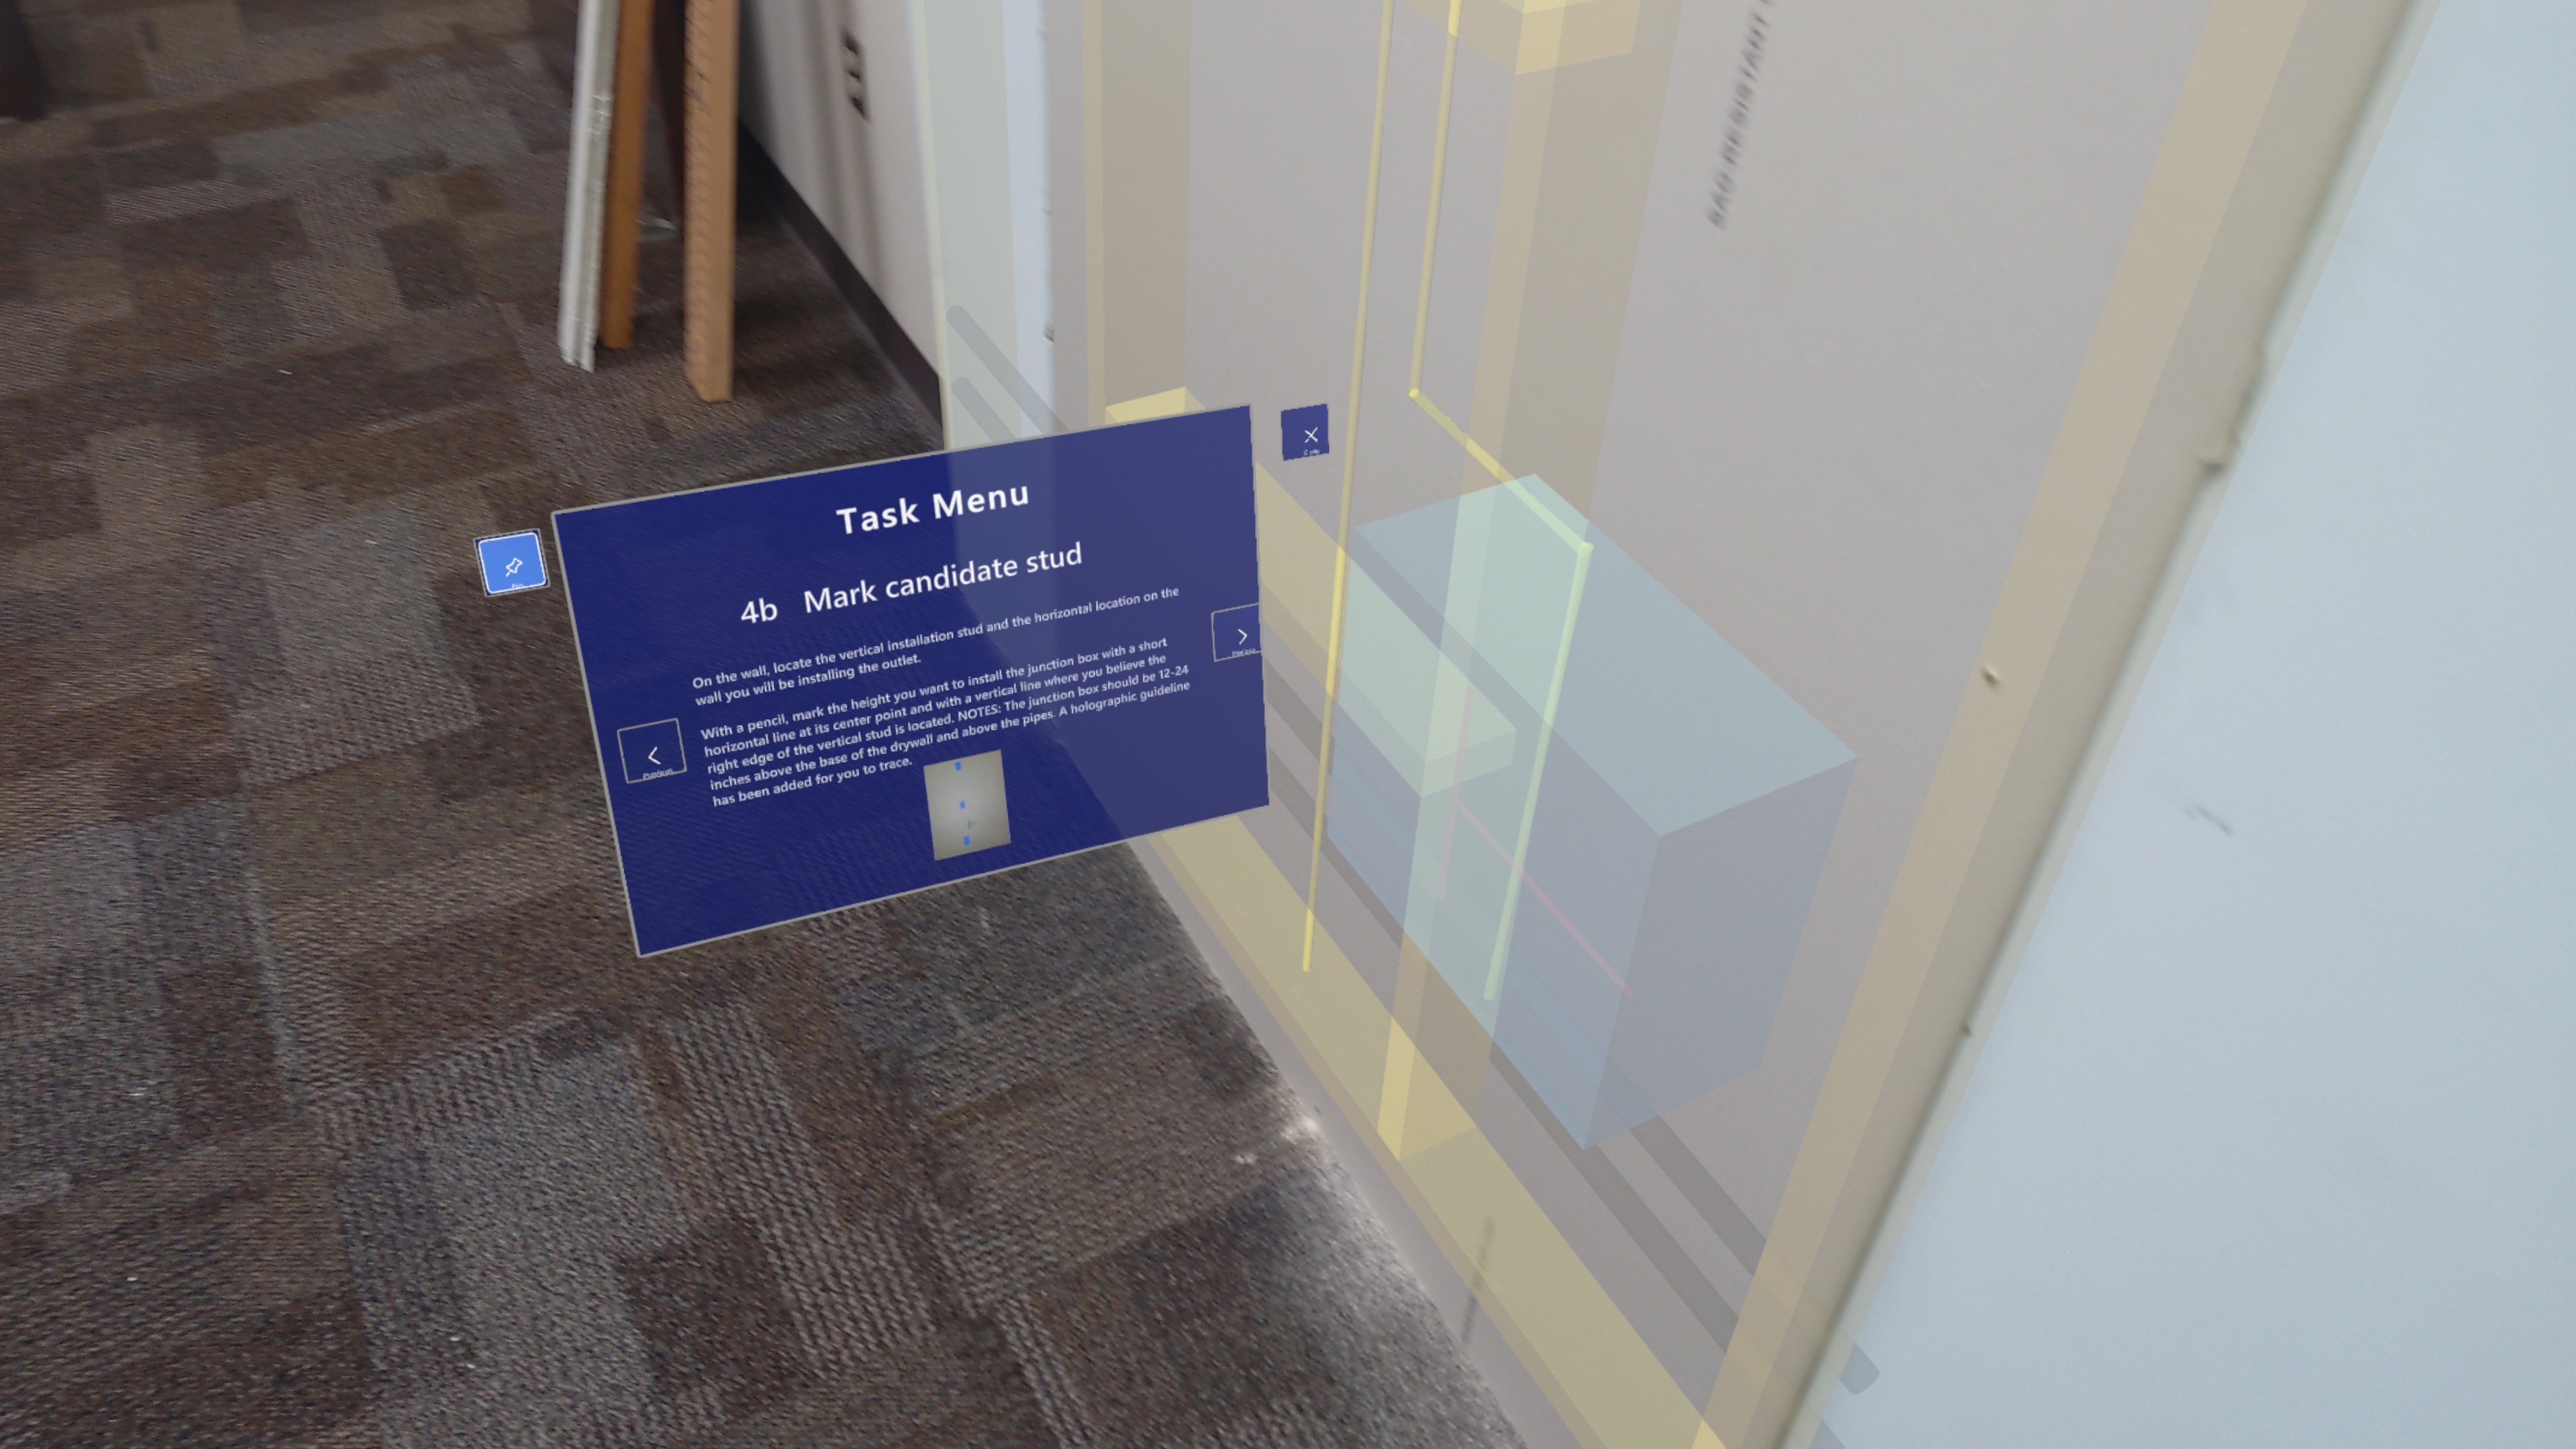 Task Menu
4b Mark candidate stud
On the wall, locate the vertical installation stud and the horizontal location on the
wall you will be installing the outlet.
With a pencil, mark the height you want to install the junction box with a short
horizontal line at its center point and with a vertical line where you believe the
right edge of the vertical stud is located. NOTES: The junction box should be 12-24
inches above the base of the drywall and above the pipes. A holographic guideline
has been added for you to trace.